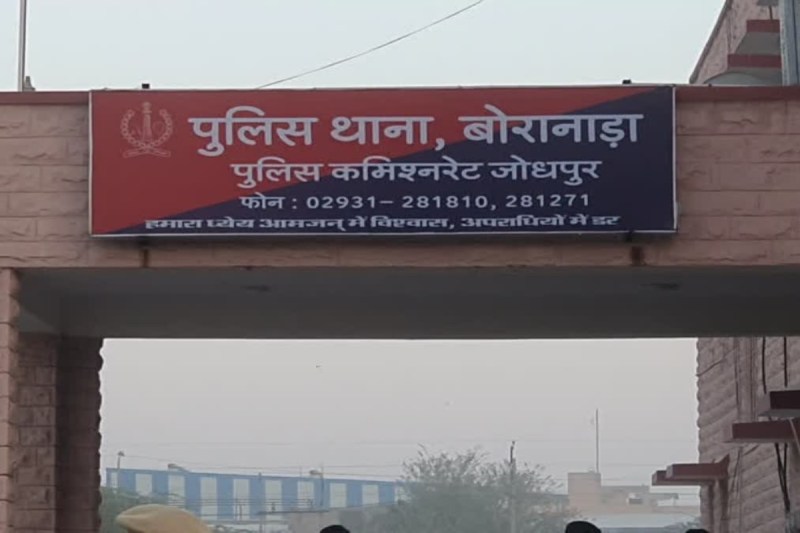 पुलिस थाना, बोरानाड़ा
पुलिस कमिश्नरेट जोधपुर
फोन : 02931- 281810, 281271
हमारा ध्येय आमजन् में विश्वास, अपराधियों में डर